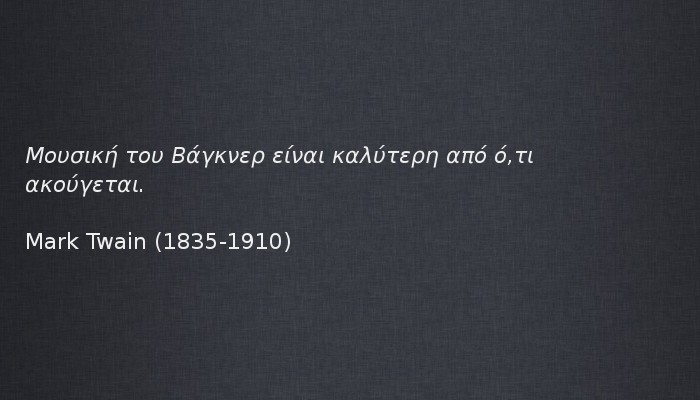 Μουσική του Βάγκνερ είναι καλύτερη από ό,τι
ακούγεται.
Mark Twain (1835-1910)